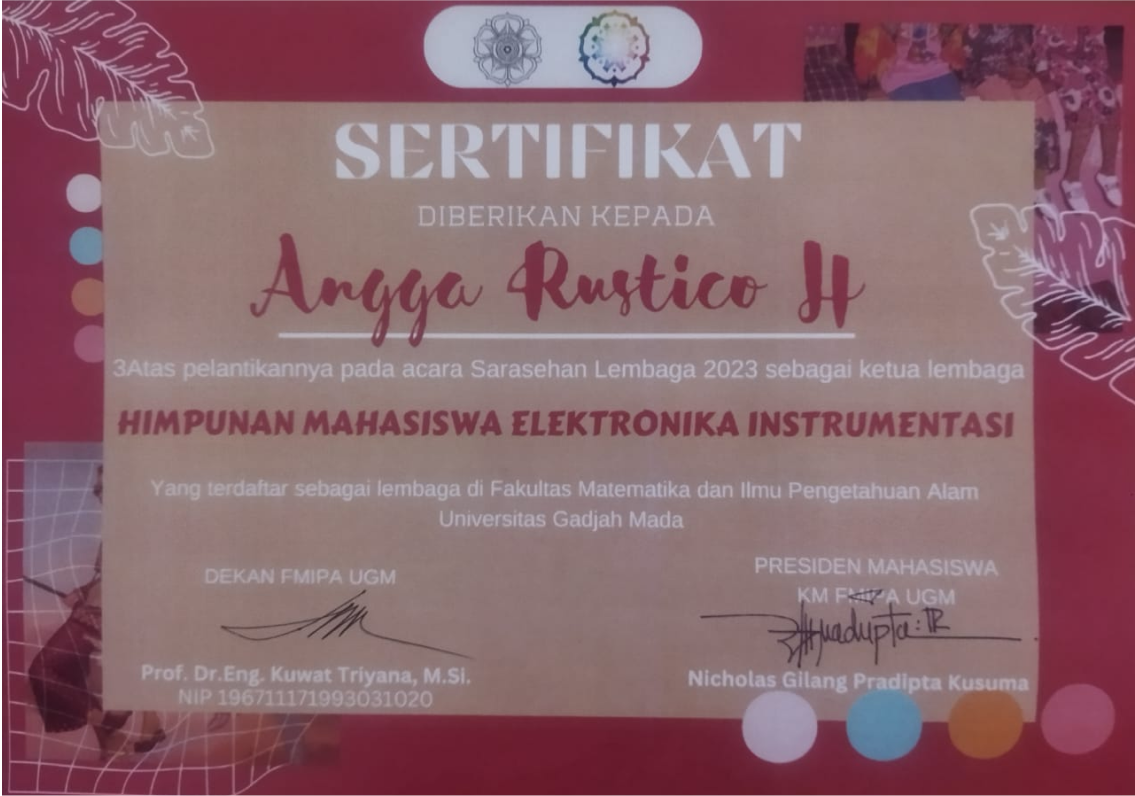 SERTIFIKAT
DIBERIKAN KEPADA
Angga Rustico H
3Atas pelantikannya pada acara Sarasehan Lembaga 2023 sebagai ketua lembaga
HIMPUNAN MAHASISWA ELEKTRONIKA INSTRUMENTASI
Yang terdaftar sebagai lembaga di Fakultas Matematika dan Ilmu Pengetahuan Alam
Universitas Gadjah Mada
DEKAN FMIPA UGM
Prof. Dr.Eng. Kuwat Triyana, M.Si.
NIP 196711171993031020
PRESIDEN MAHASISWA
KM FMIPA UGM
Nicholas Gilang Pradipta Kusuma